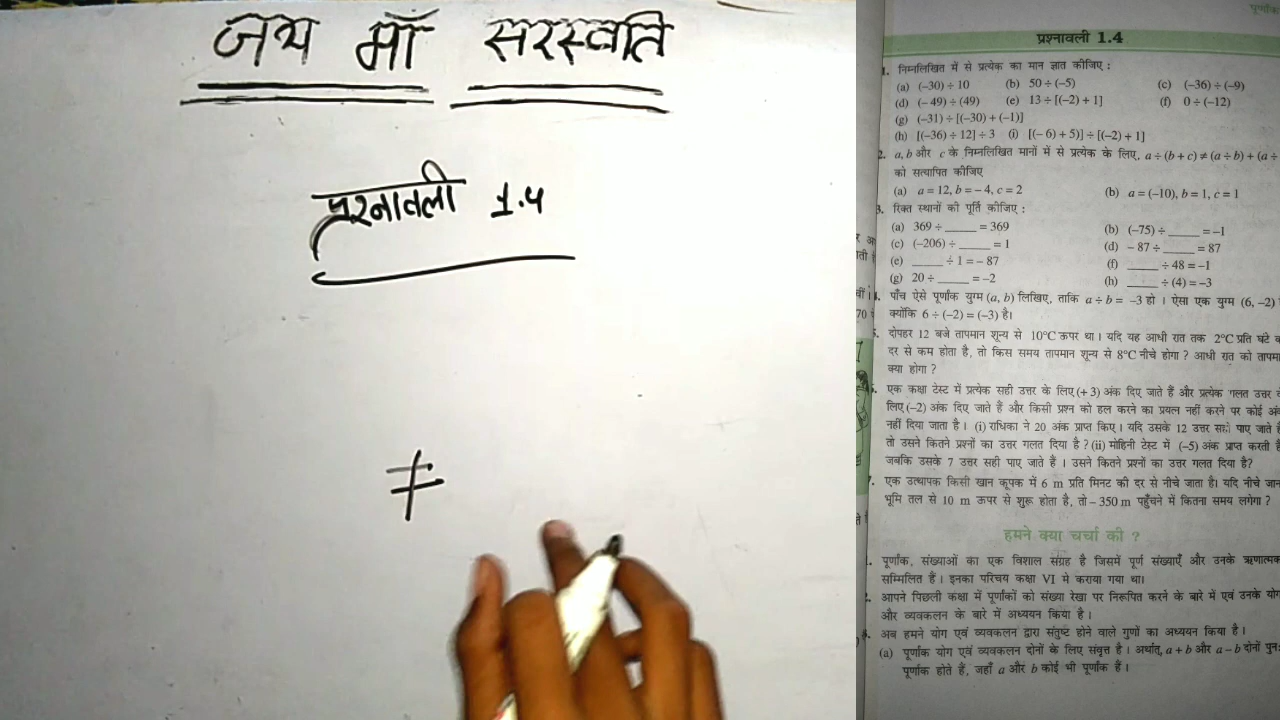 जय माँ सरस्वति
प्रश्नावली 1.4
≠
पूर्णांक
प्रश्नावली 1.4
1. निम्नलिखित में से प्रत्येक का मान ज्ञात कीजिए :
(a) (–30) ÷ 10 (b) 50 ÷ (–5) (c) (–36) ÷ (–9)
(d) (– 49) ÷ (49) (e) 13 ÷ [(–2) + 1] (f) 0 ÷ (–12)
(g) (–31) ÷ [(–30) + (–1)]
(h) [(–36) ÷ 12] ÷ 3 (i) [(– 6) + 5)] ÷ [(–2) + 1]
2. a, b और c के निम्नलिखित मानों में से प्रत्येक के लिए, a ÷ (b + c) ≠ (a ÷ b) + (a ÷
को सत्यापित कीजिए
(a) a = 12, b = – 4, c = 2 (b) a = (–10), b = 1, c = 1
3. रिक्त स्थानों की पूर्ति कीजिए :
(a) 369 ÷ _____ = 369 (b) (–75) ÷ _____ = –1
(c) (–206) ÷ _____ = 1 (d) – 87 ÷ _____ = 87
(e) _____ ÷ 1 = – 87 (f) _____ ÷ 48 = –1
(g) 20 ÷ _____ = –2 (h) _____ ÷ (4) = –3
4. पाँच ऐसे पूर्णांक युग्म (a, b) लिखिए, ताकि a ÷ b = –3 हो । ऐसा एक युग्म (6, –2)
क्योंकि 6 ÷ (–2) = (–3) है।
5. दोपहर 12 बजे तापमान शून्य से 10°C ऊपर था । यदि यह आधी रात तक 2°C प्रति घंटे
दर से कम होता है, तो किस समय तापमान शून्य से 8°C नीचे होगा ? आधी रात को
क्या होगा ?
6. एक कक्षा टेस्ट में प्रत्येक सही उत्तर के लिए (+ 3) अंक दिए जाते हैं और प्रत्येक गलत उत्तर
लिए (–2) अंक दिए जाते हैं और किसी प्रश्न को हल करने का प्रयत्न नहीं करने पर कोई
नहीं दिया जाता है । (i) राधिका ने 20 अंक प्राप्त किए । यदि उसके 12 उत्तर सही पाए जाते
तो उसने कितने प्रश्नों का उत्तर गलत दिया है ? (ii) मोहिनी टेस्ट में (–5) अंक प्राप्त करती
जबकि उसके 7 उत्तर सही पाए जाते हैं । उसने कितने प्रश्नों का उत्तर गलत दिया है?
7. एक उत्थापक किसी खान कूपक में 6 m प्रति मिनट की दर से नीचे जाता है। यदि नीचे
भूमि तल से 10 m ऊपर से शुरू होता है, तो – 350 m पहुँचने में कितना समय लगेगा ?
हमने क्या चर्चा की ?
1. पूर्णांक, संख्याओं का एक विशाल संग्रह है जिसमें पूर्ण संख्याएँ और उनके ऋणात्मक
सम्मिलित हैं । इनका परिचय कक्षा VI मे कराया गया था।
2. आपने पिछली कक्षा में पूर्णांकों को संख्या रेखा पर निरूपित करने के बारे में एवं उनके
और व्यवकलन के बारे में अध्ययन किया है ।
अब हमने योग एवं व्यवकलन द्वारा संतुष्ट होने वाले गुणों का अध्ययन किया है ।
(a) पूर्णांक योग एवं व्यवकलन दोनों के लिए संवृत्त है । अर्थात्, a + b और a – b दोनों पुनः
पूर्णांक होते हैं, जहाँ a और b कोई भी पूर्णांक हैं ।